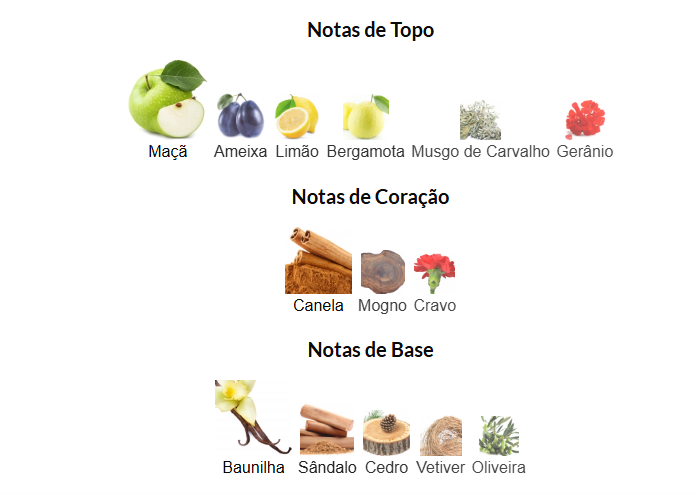 Notas de Topo
Maçã Ameixa Limão Bergamota Musgo de Carvalho Gerânio
Notas de Coração
Canela Mogno Cravo
Notas de Base
Baunilha Sândalo Cedro Vetiver Oliveira